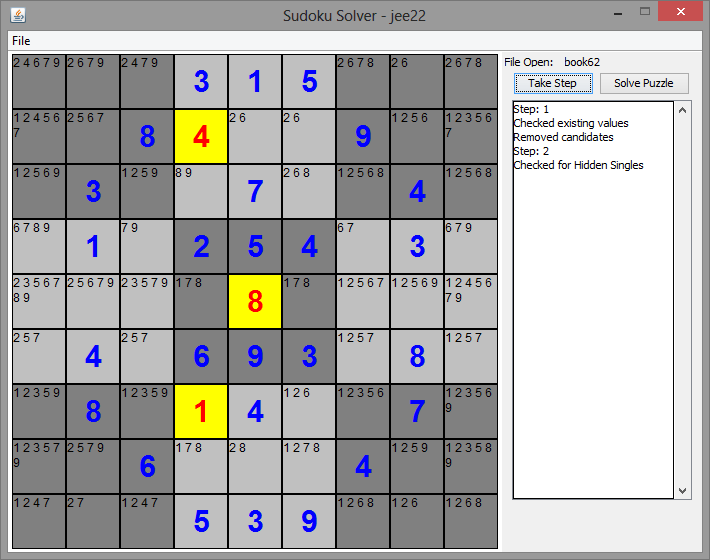 Sudoku Solver - jee22
File
2 4 6 7 9 2 6 7 9 2 4 7 9 2 6 7 8 2 6 2 6 7 8
3 1 5
1 2 4 5 6 2 5 6 7 2 6 2 6 1 2 5 6 1 2 3 5 6
7 8 4 9 7
1 2 5 6 9 1 2 5 9 8 9 2 6 8 1 2 5 6 8 1 2 5 6 8
3 7 4
6 7 8 9 7 9 6 7 6 7 9
1 2 5 4 3
2 3 5 6 7 2 5 6 7 9 2 3 5 7 9 1 7 8 1 7 8 1 2 5 6 7 1 2 5 6 9 1 2 4 5 6
8 9 8 7 9
2 5 7 2 5 7 1 2 5 7 1 2 5 7
4 6 9 3 8
1 2 3 5 9 1 2 3 5 9 1 2 6 1 2 3 5 6 1 2 3 5 6
8 1 4 7 9
1 2 3 5 7 2 5 7 9 1 7 8 2 8 1 2 7 8 1 2 5 9 1 2 3 5 8
9 6 4 9
1 2 4 7 2 7 1 2 4 7 1 2 6 8 1 2 6 1 2 6 8
5 3 9
File Open: book62
Take Step Solve Puzzle
Step: 1
Checked existing values
Removed candidates
Step: 2
Checked for Hidden Singles